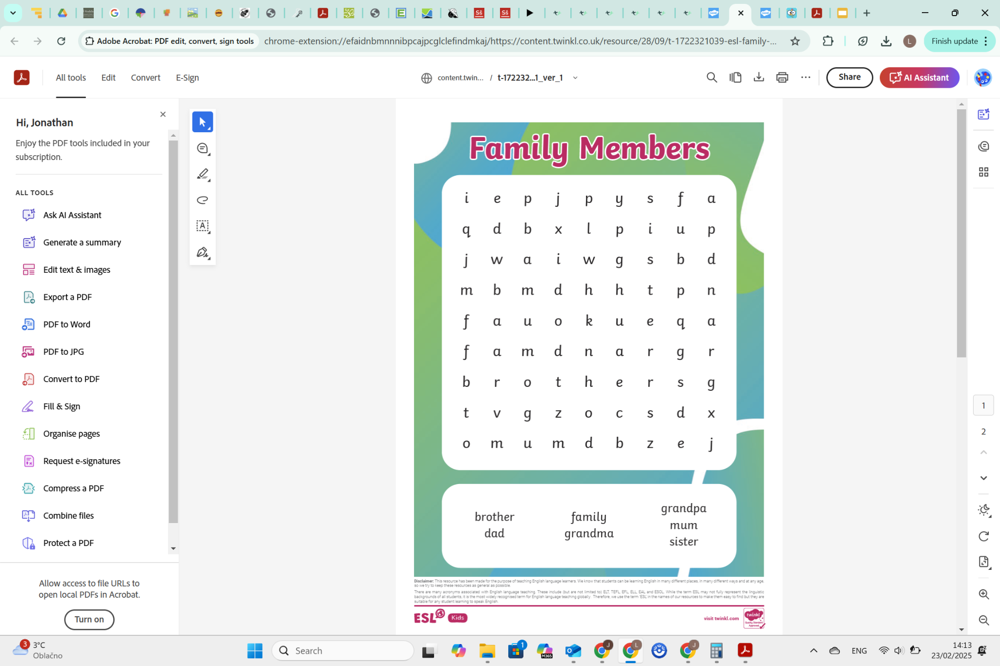 Adobe Acrobat: PDF edit, convert, sign tools
chrome-extension://efaidnbmnnnibpcajpcglclefindmkaj/https://content.twinkl.co.uk/resource/28/09/t-1722321039-esl-family-...
L
Finish update
All tools
Edit
Convert
E-Sign
content.twin... / t-172232...1_ver_1
Share
AI Assistant
Hi, Jonathan
Enjoy the PDF tools included in your
subscription.
ALL TOOLS
Ask AI Assistant
Generate a summary
Edit text & images
Export a PDF
PDF to Word
PDF to JPG
Convert to PDF
Fill & Sign
Organise pages
Request e-signatures
Compress a PDF
Combine files
Protect a PDF
Allow access to file URLs to
open local PDFs in Acrobat.
Turn on
Family Members
i e p j p y s f a
q d b x l p i u p
j w a i w g s b d
m b m d h h t p n
f a u o k u e q a
f a m d n a r g r
b r o t h e r s g
t v g z o c s d x
o m u m d b z e j
brother
dad
family
grandma
grandpa
mum
sister
Disclaimer: This resource has been made for the purpose of teaching English language learners. We know that students can be learning English in many different places, in many different ways and at any age,
so we try to keep these resources as general as possible.
There are many acronyms associated with English language teaching. These include (but are not limited to) ELT, TEFL, EFL, ELL, EAL and ESOL. While the term ESL may not fully represent the linguistic
backgrounds of all students, it is the most widely recognised term for English language teaching globally. Therefore, we use the term 'ESL in the names of our resources to make them easy to find but they are
suitable for any student learning to speak English.
ESL Kids
visit twinkl.com
twinkl
Quality Standard
Approved
1
2
3
3°C
Oblačno
Search
1
M365
J
L
J
ENG
14:13
23/02/2025